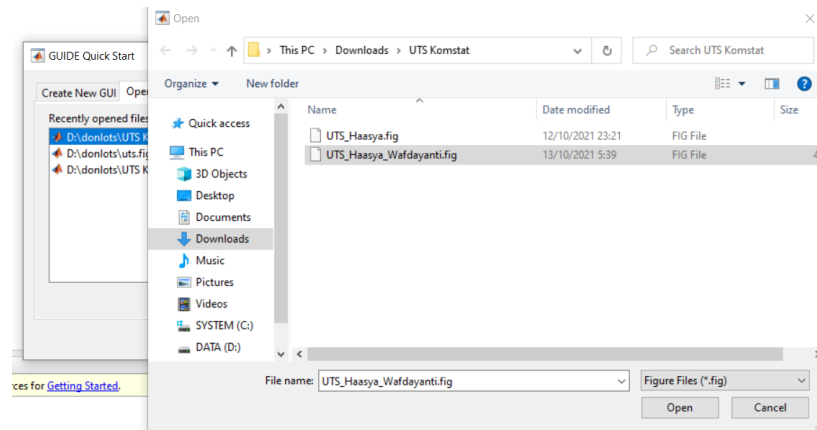 Open
GUIDE Quick Start
Create New GUI
Recently opened files
D:\donlots\UTS K
D:\donlots\uts.fig
D:\donlots\UTS K
rces for Getting Started.
This PC > Downloads > UTS Komstat
Search UTS Komstat
Organize
New folder
Name
Date modified
Type
Size
Quick access
This PC
3D Objects
Desktop
Documents
Downloads
Music
Pictures
Videos
SYSTEM (C:)
DATA (D:)
UTS_Haasya.fig 12/10/2021 23:21 FIG File
UTS_Haasya_Wafdayanti.fig 13/10/2021 5:39 FIG File 4
File name: UTS_Haasya_Wafdayanti.fig
Figure Files (*.fig)
Open
Cancel